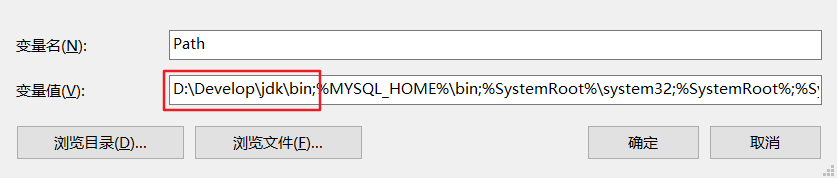 变量名(N):
Path
变量值(V):
D:\Develop\jdk\bin;%MYSQL_HOME%\bin;%SystemRoot%\system32;%SystemRoot%;%Sy
浏览目录(D)...
浏览文件(F)...
确定
取消